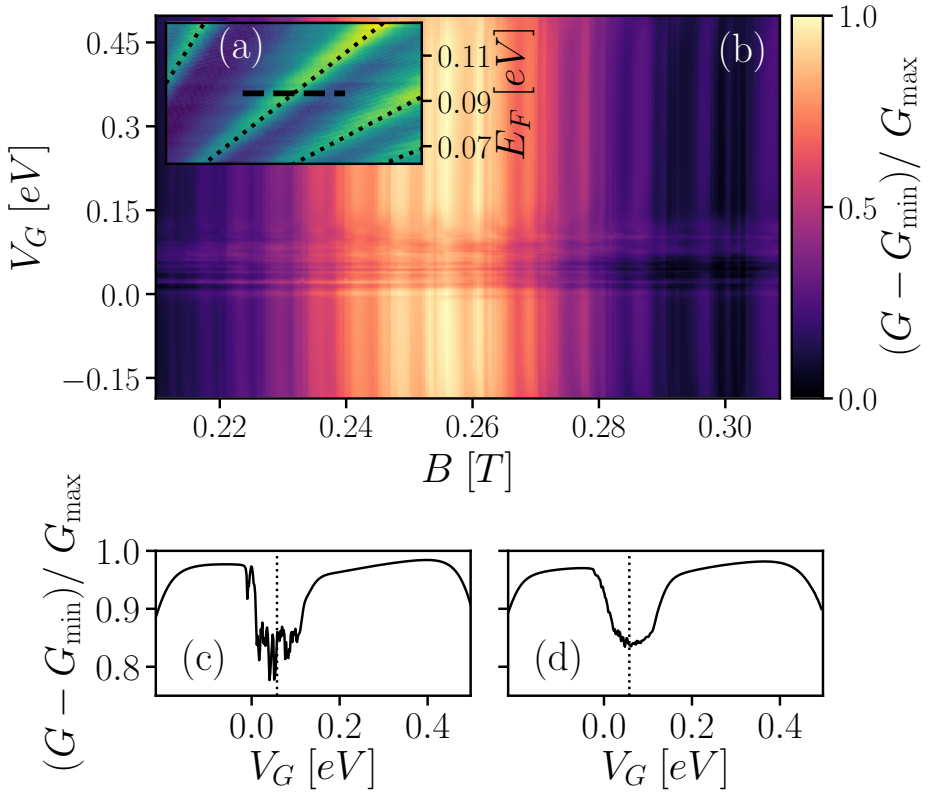 (a)
(b)
0.45
0.3
0.15
0.0
−0.15
V_G [eV]
0.11
0.09
0.07
E_F [eV]
1.0
0.5
0.0
(G − G_min)/ G_max
0.22
0.24
0.26
0.28
0.30
B [T]
1.0
0.9
0.8
(G − G_min)/ G_max
(c)
0.0
0.2
0.4
V_G [eV]
(d)
0.0
0.2
0.4
V_G [eV]